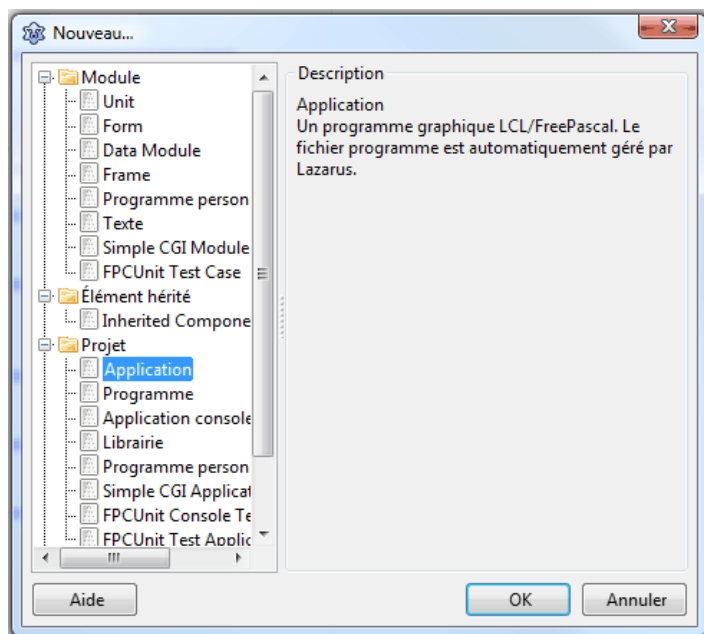 Nouveau...
Module
Unit
Form
Data Module
Frame
Programme person
Texte
Simple CGI Module
FPCUnit Test Case
Élément hérité
Inherited Compone
Projet
Application
Programme
Application console
Librairie
Programme person
Simple CGI Applicat
FPCUnit Console Te
FPCUnit Test Applic
Description
Application
Un programme graphique LCL/FreePascal. Le
fichier programme est automatiquement géré par
Lazarus.
Aide
OK
Annuler